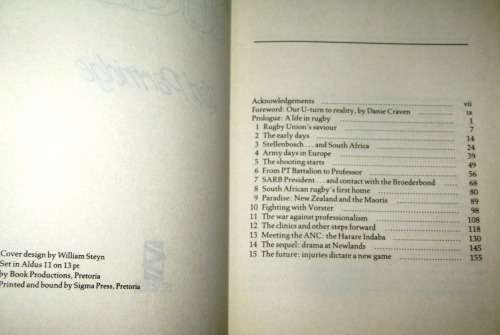 Cover design by William Steyn
Set in Aldus 11 on 13 pt
by Book Productions, Pretoria
Printed and bound by Sigma Press, Pretoria
Acknowledgements vii
Foreword: Our U-turn to reality, by Danie Craven ix
Prologue: A life in rugby 1
1 Rugby Union's saviour 7
2 The early days 14
3 Stellenbosch . . . and South Africa 24
4 Army days in Europe 39
5 The shooting starts 49
6 From PT Battalion to Professor 56
7 SARB President . . . and contact with the Broederbond 68
8 South African rugby's first home 80
9 Paradise: New Zealand and the Maoris 89
10 Fighting with Vorster 98
11 The war against professionalism 108
12 The clinics and other steps forward 118
13 Meeting the ANC: the Harare Indaba 130
14 The sequel: drama at Newlands 145
15 The future: injuries dictate a new game 155